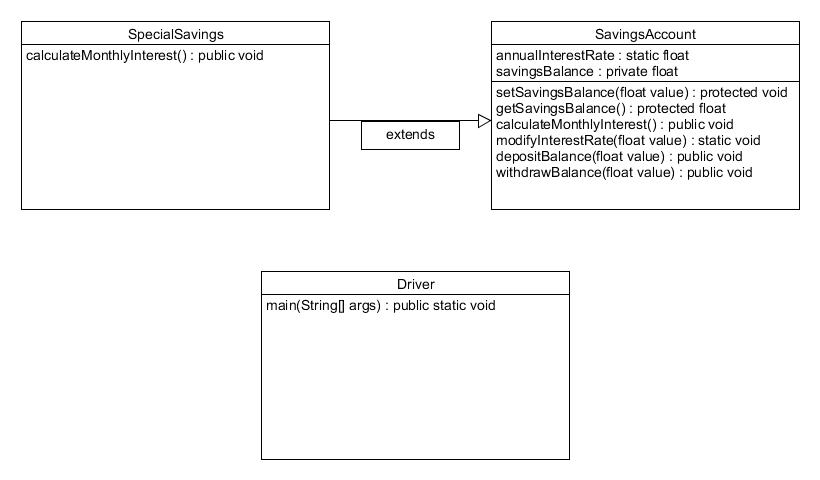 SpecialSavings
calculateMonthlyInterest() : public void
extends
SavingsAccount
annualInterestRate : static float
savingsBalance : private float
setSavingsBalance(float value) : protected void
getSavingsBalance() : protected float
calculateMonthlyInterest() : public void
modifyInterestRate(float value) : static void
depositBalance(float value) : public void
withdrawBalance(float value) : public void
Driver
main(String[] args) : public static void